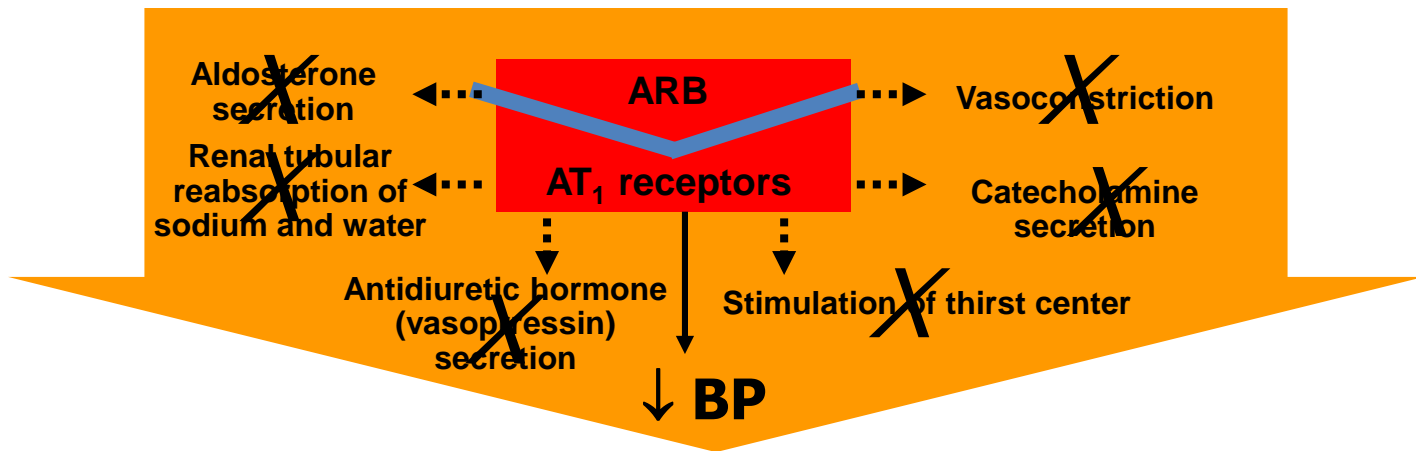 Aldosterone
secretion
ARB
Vasoconstriction
Renal tubular
reabsorption of
sodium and water
AT₁ receptors
Catecholamine
secretion
Antidiuretic hormone
(vasopressin)
secretion
Stimulation of thirst center
↓ BP